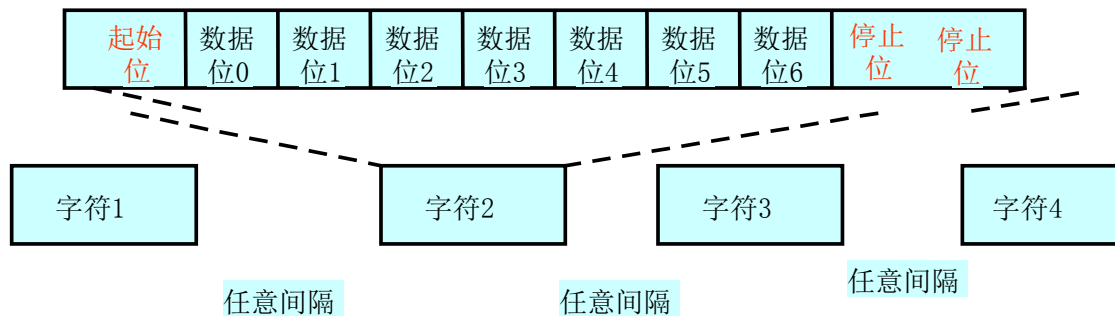 起始 数据 数据 数据 数据 数据 数据 数据 停止 停止
位 位0 位1 位2 位3 位4 位5 位6 位 位
字符1 字符2 字符3 字符4
任意间隔 任意间隔 任意间隔